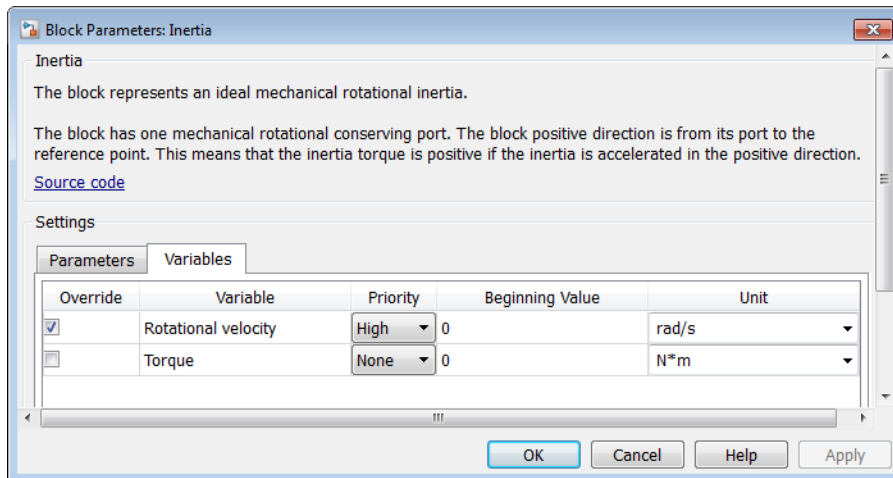 Block Parameters: Inertia
Inertia
The block represents an ideal mechanical rotational inertia.
The block has one mechanical rotational conserving port. The block positive direction is from its port to the
reference point. This means that the inertia torque is positive if the inertia is accelerated in the positive direction.
Source code
Settings
Parameters Variables
Override Variable Priority Beginning Value Unit
Rotational velocity High 0 rad/s
Torque None 0 N*m
OK Cancel Help Apply